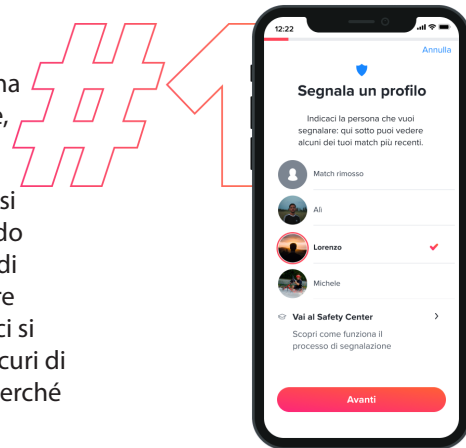 #1
na
e,
si
do
di
re
ci si
curi di
erché
12:22
Annulla
Segnala un profilo
Indicaci la persona che vuoi
segnalare: qui sotto puoi vedere
alcuni dei tuoi match più recenti.
Match rimosso
Alì
Lorenzo
Michele
Vai al Safety Center
Scopri come funziona il
processo di segnalazione
Avanti